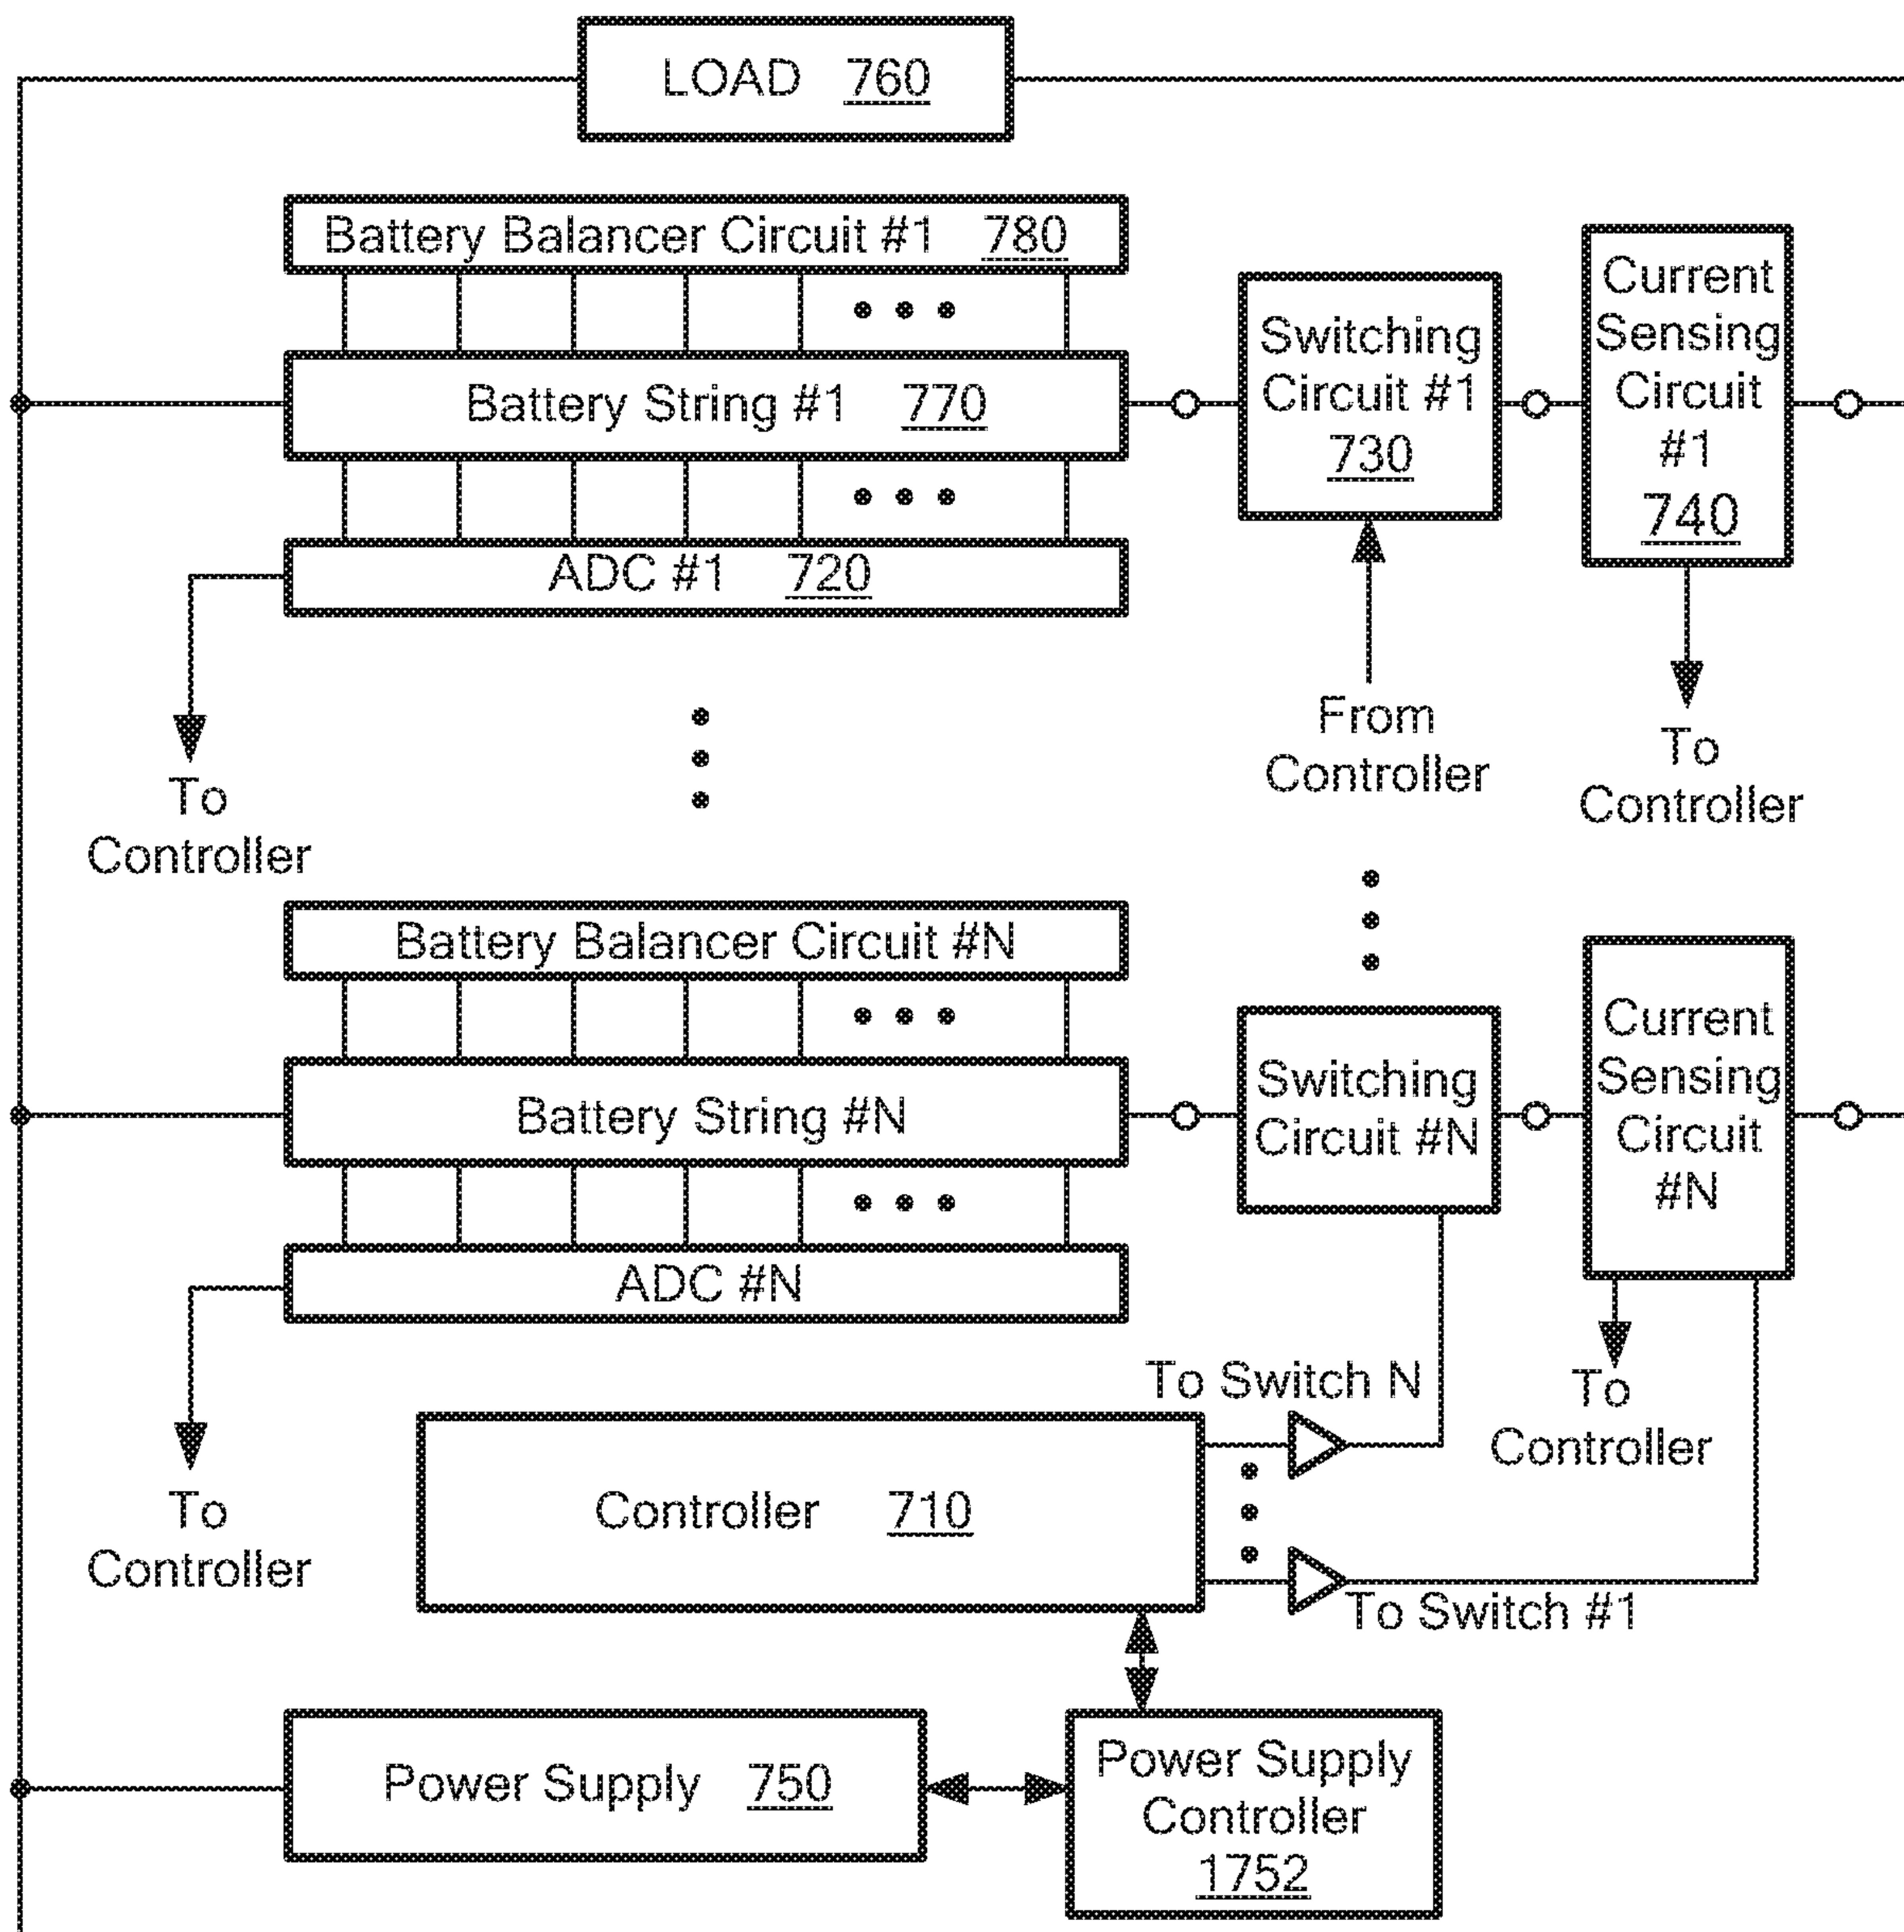 LOAD 760
Battery Balancer Circuit #1 780
Battery String #1 770
ADC #1 720
Switching
Circuit #1
730
Current
Sensing
Circuit
#1
740
To
Controller
From
Controller
To
Controller
Battery Balancer Circuit #N
Battery String #N
ADC #N
Switching
Circuit #N
Current
Sensing
Circuit
#N
To
Controller
To Switch N
To
Controller
Controller 710
To Switch #1
Power Supply 750
Power Supply
Controller
1752